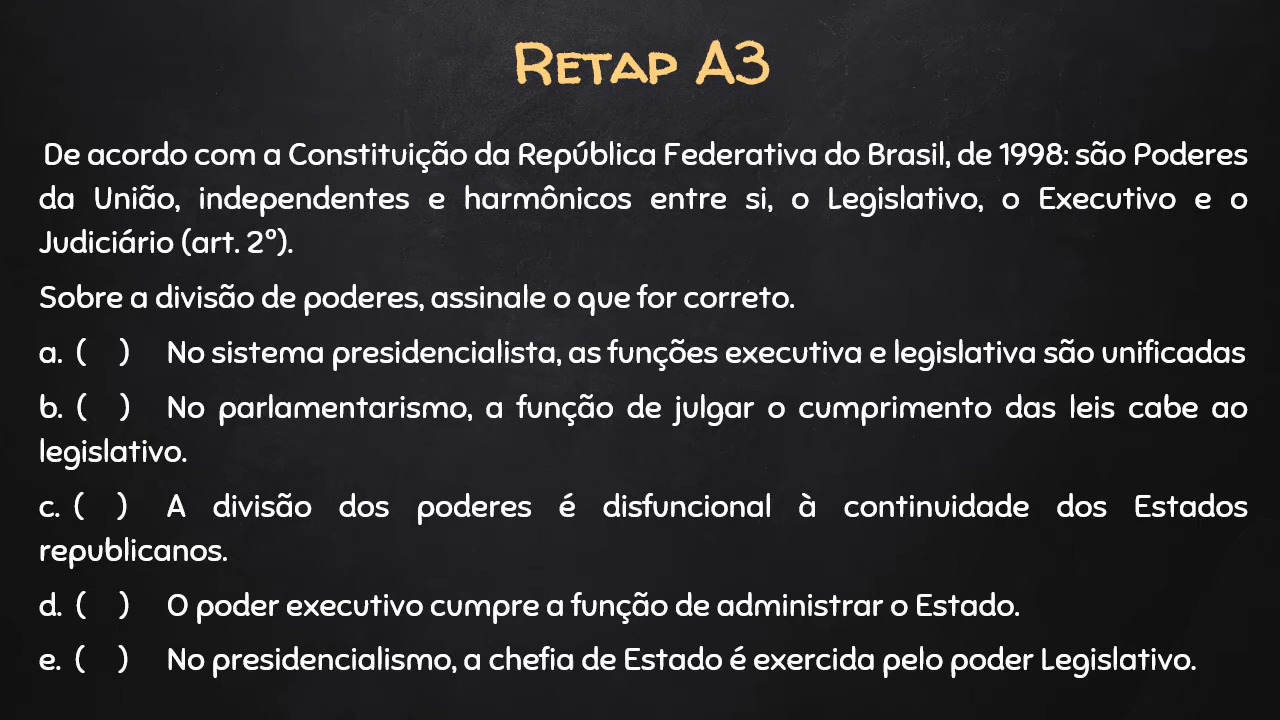 Retap A3
De acordo com a Constituição da República Federativa do Brasil, de 1998: são Poderes
da União, independentes e harmônicos entre si, o Legislativo, o Executivo e o
Judiciário (art. 2º).
Sobre a divisão de poderes, assinale o que for correto.
a. ( ) No sistema presidencialista, as funções executiva e legislativa são unificadas
b. ( ) No parlamentarismo, a função de julgar o cumprimento das leis cabe ao
legislativo.
c. ( ) A divisão dos poderes é disfuncional à continuidade dos Estados
republicanos.
d. ( ) O poder executivo cumpre a função de administrar o Estado.
e. ( ) No presidencialismo, a chefia de Estado é exercida pelo poder Legislativo.